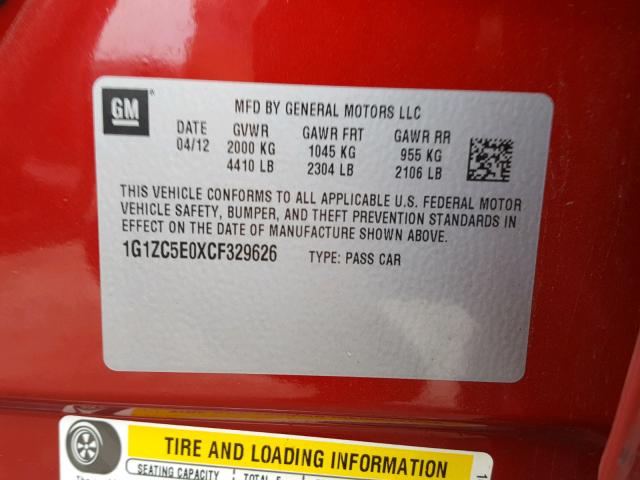 GM
MFD BY GENERAL MOTORS LLC
DATE GVWR GAWR FRT GAWR RR
04/12 2000 KG 1045 KG 955 KG
4410 LB 2304 LB 2106 LB
THIS VEHICLE CONFORMS TO ALL APPLICABLE U.S. FEDERAL MOTOR
VEHICLE SAFETY, BUMPER, AND THEFT PREVENTION STANDARDS IN
EFFECT ON THE DATE OF MANUFACTURE SHOWN ABOVE.
1G1ZC5E0XCF329626 TYPE: PASS CAR
TIRE AND LOADING INFORMATION
SEATING CAPACITY TOTAL 5